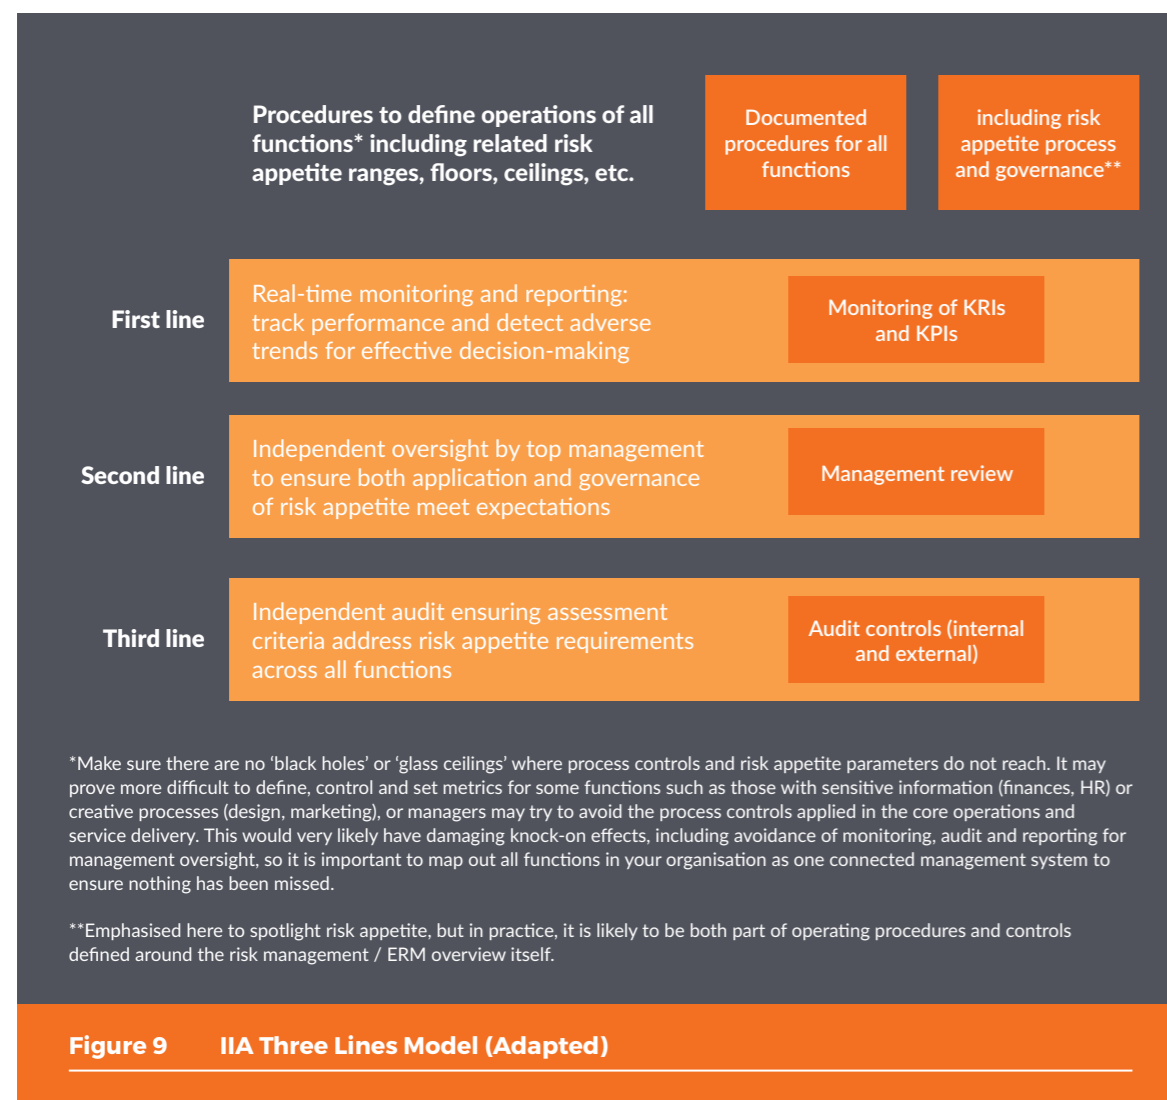 Procedures to define operations of all
functions* including related risk
appetite ranges, floors, ceilings, etc.
Documented
procedures for all
functions
including risk
appetite process
and governance**
First line
Real-time monitoring and reporting:
track performance and detect adverse
trends for effective decision-making
Monitoring of KRIs
and KPIs
Second line
Independent oversight by top management
to ensure both application and governance
of risk appetite meet expectations
Management review
Third line
Independent audit ensuring assessment
criteria address risk appetite requirements
across all functions
Audit controls (internal
and external)
*Make sure there are no ‘black holes’ or ‘glass ceilings’ where process controls and risk appetite parameters do not reach. It may
prove more difficult to define, control and set metrics for some functions such as those with sensitive information (finances, HR) or
creative processes (design, marketing), or managers may try to avoid the process controls applied in the core operations and
service delivery. This would very likely have damaging knock-on effects, including avoidance of monitoring, audit and reporting for
management oversight, so it is important to map out all functions in your organisation as one connected management system to
ensure nothing has been missed.
**Emphasised here to spotlight risk appetite, but in practice, it is likely to be both part of operating procedures and controls
defined around the risk management / ERM overview itself.
Figure 9 IIA Three Lines Model (Adapted)